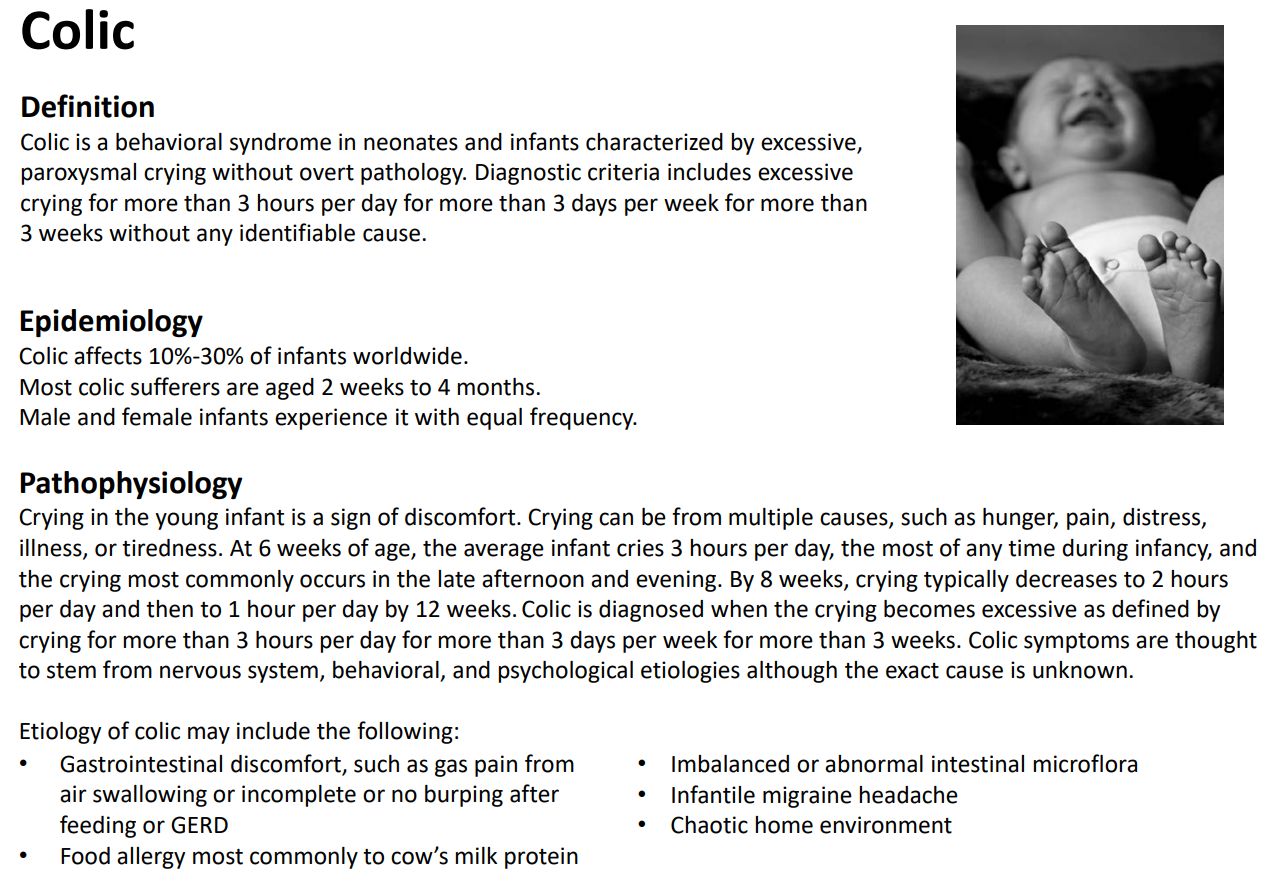 Colic
Definition
Colic is a behavioral syndrome in neonates and infants characterized by excessive,
paroxysmal crying without overt pathology. Diagnostic criteria includes excessive
crying for more than 3 hours per day for more than 3 days per week for more than
3 weeks without any identifiable cause.
Epidemiology
Colic affects 10%-30% of infants worldwide.
Most colic sufferers are aged 2 weeks to 4 months.
Male and female infants experience it with equal frequency.
Pathophysiology
Crying in the young infant is a sign of discomfort. Crying can be from multiple causes, such as hunger, pain, distress,
illness, or tiredness. At 6 weeks of age, the average infant cries 3 hours per day, the most of any time during infancy, and
the crying most commonly occurs in the late afternoon and evening. By 8 weeks, crying typically decreases to 2 hours
per day and then to 1 hour per day by 12 weeks. Colic is diagnosed when the crying becomes excessive as defined by
crying for more than 3 hours per day for more than 3 days per week for more than 3 weeks. Colic symptoms are thought
to stem from nervous system, behavioral, and psychological etiologies although the exact cause is unknown.
Etiology of colic may include the following:
• Gastrointestinal discomfort, such as gas pain from
air swallowing or incomplete or no burping after
feeding or GERD
• Food allergy most commonly to cow’s milk protein
• Imbalanced or abnormal intestinal microflora
• Infantile migraine headache
• Chaotic home environment